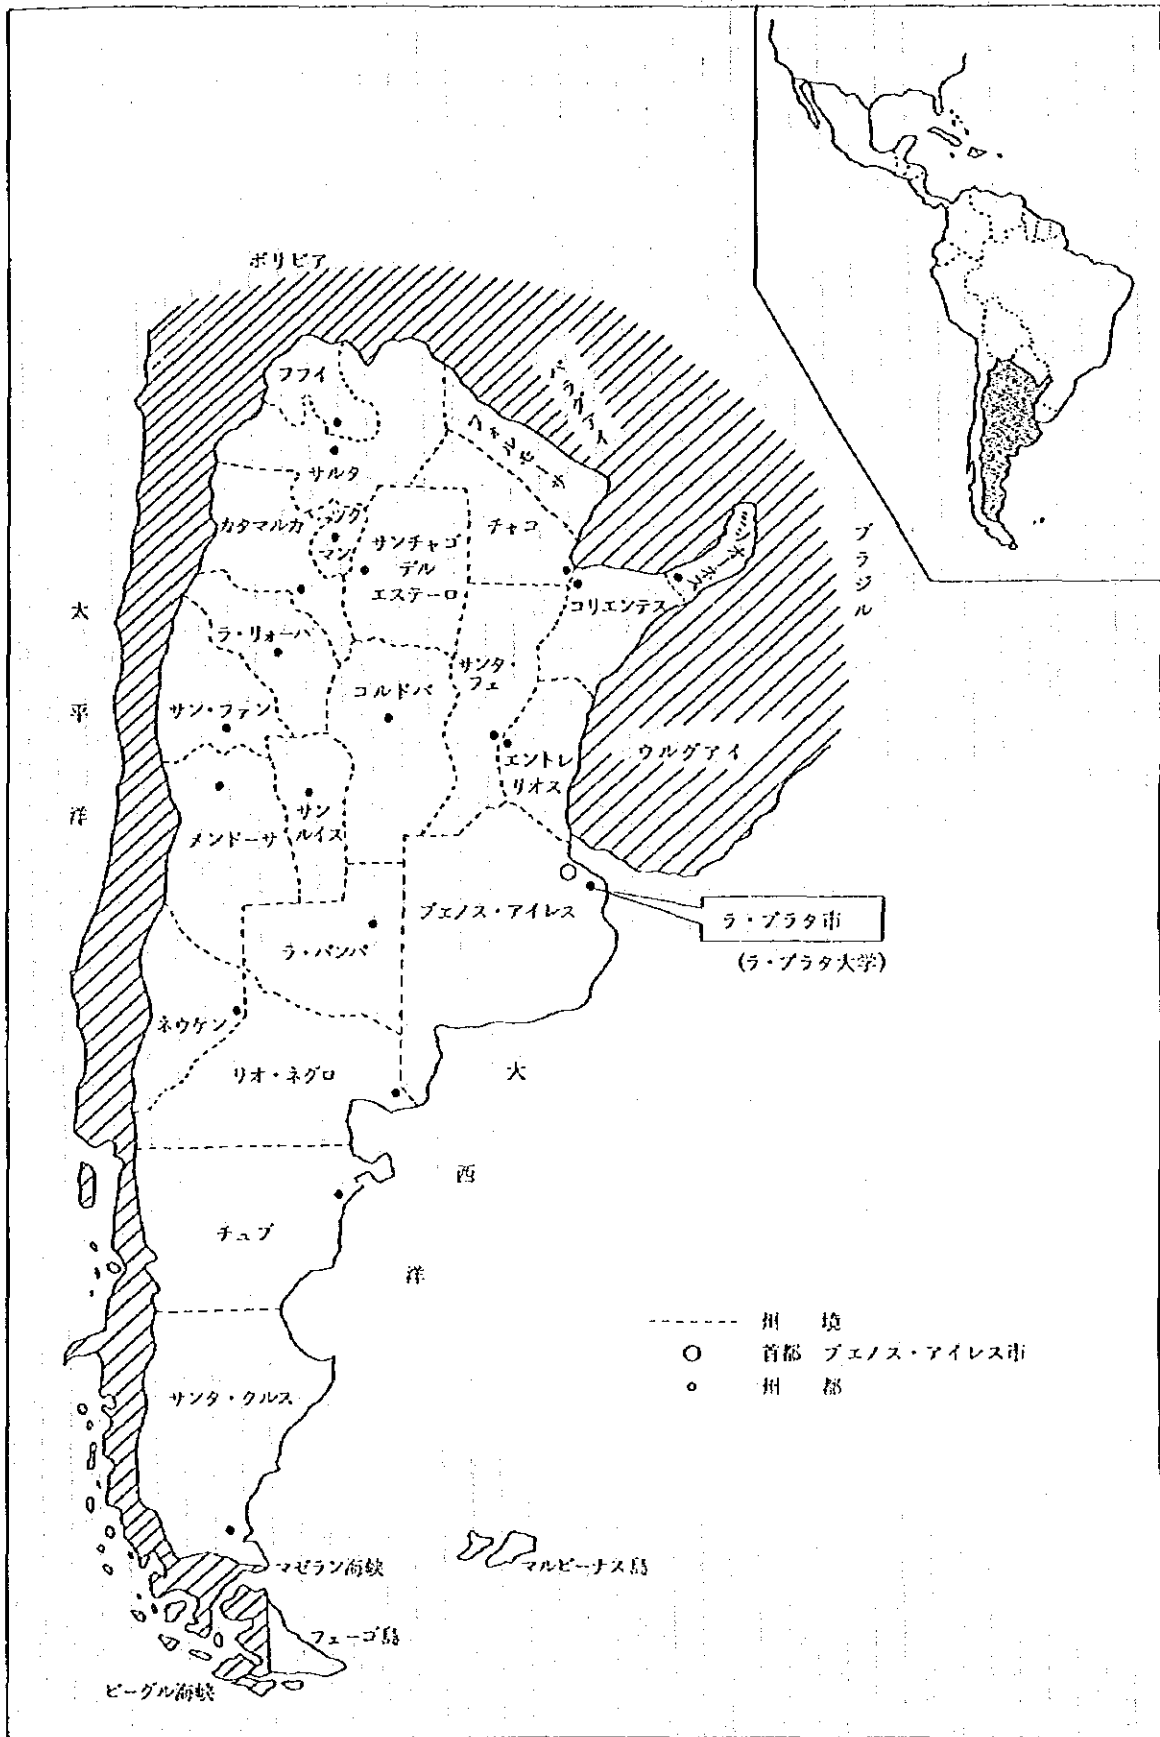 ボリビア
パラグアイ
フフイ
フォルモーサ
サルタ
カタマルカ
マン
サンチャゴ
デル
エステーロ
チャコ
ミシオネス
ブラジル
コリエンテス
太平洋
ラ・リォーハ
サンタ
フェ
コルドバ
サン・ファン
エントレ
リオス
ウルグアイ
サン
ルイス
メンドーサ
ブェノス・アイレス
ラ・プラタ市
(ラ・プラタ大学)
ラ・パンパ
ネウケン
リオ・ネグロ
大西洋
チュブ
州境
首都 ブェノス・アイレス市
州都
サンタ・クルス
マゼラン海峡
マルビーナス島
フェーゴ島
ビーグル海峡